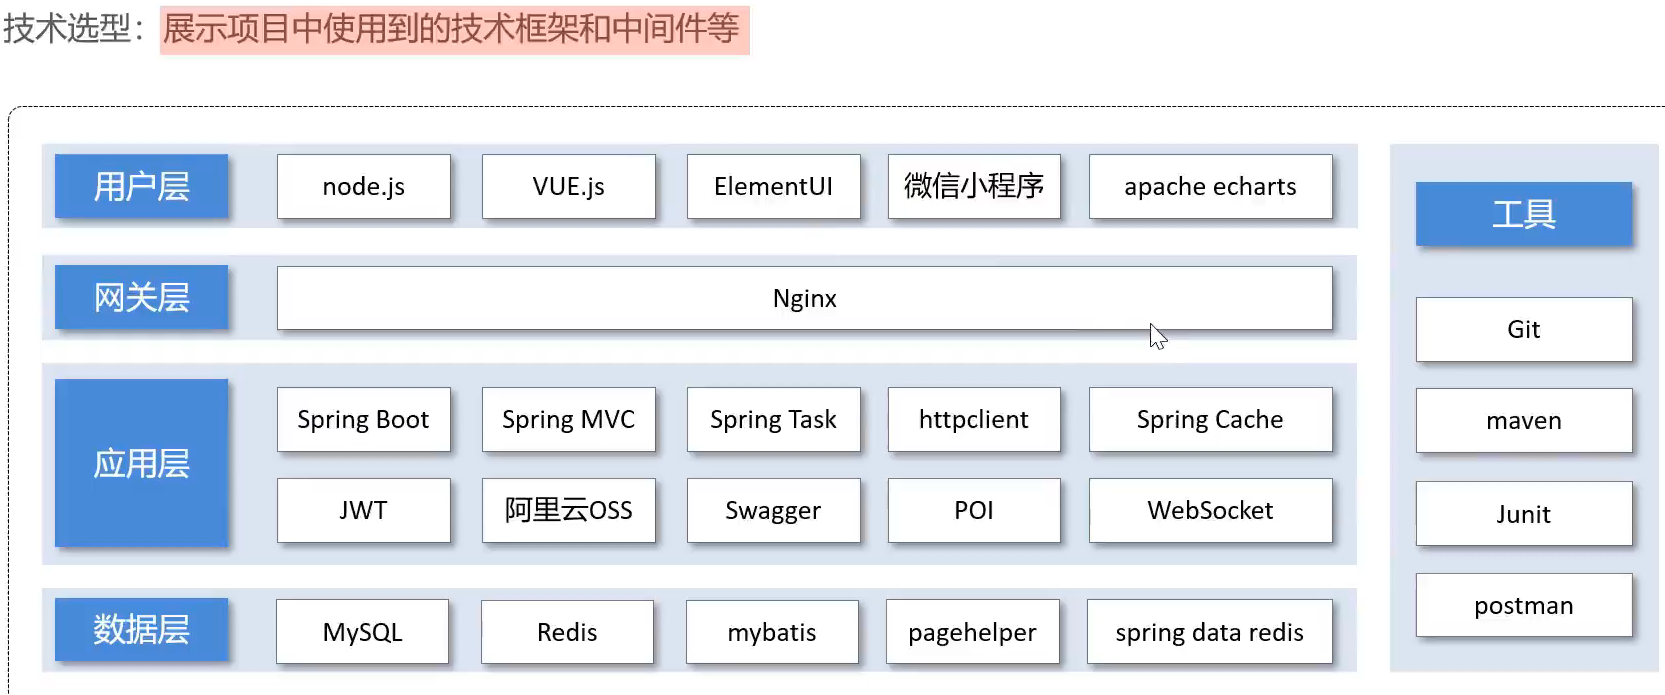 技术选型：展示项目中使用到的技术框架和中间件等
用户层
node.js
VUE.js
ElementUI
微信小程序
apache echarts
网关层
Nginx
应用层
Spring Boot
Spring MVC
Spring Task
httpclient
Spring Cache
JWT
阿里云OSS
Swagger
POI
WebSocket
数据层
MySQL
Redis
mybatis
pagehelper
spring data redis
工具
Git
maven
Junit
postman